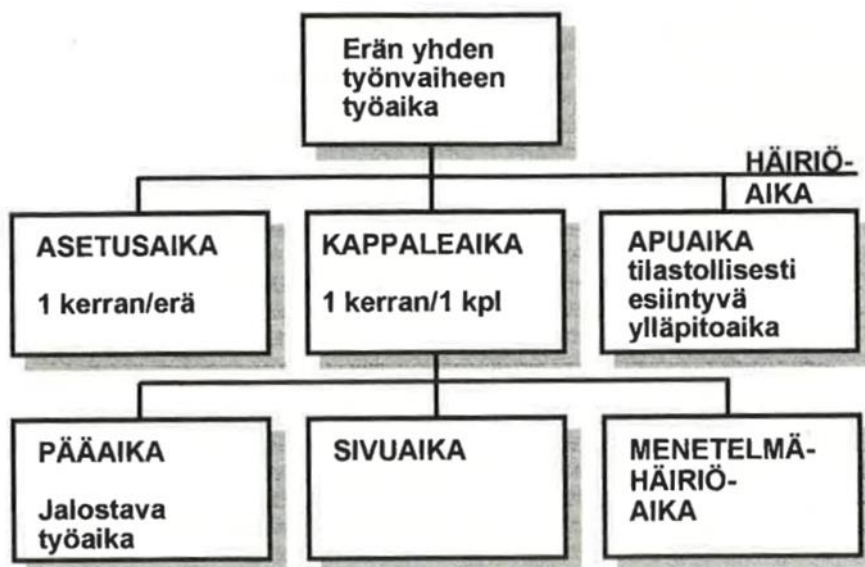 Erän yhden
työnvaiheen
työaika
HÄIRIÖ-
AIKA
ASETUSAIKA
1 kerran/erä
KAPPALEAIKA
1 kerran/1 kpl
APUAIKA
tilastollisesti
esiintyvä
ylläpitoaika
PÄÄAIKA
Jalostava
työaika
SIVUAIKA
MENETELMÄ-
HÄIRIÖ-
AIKA